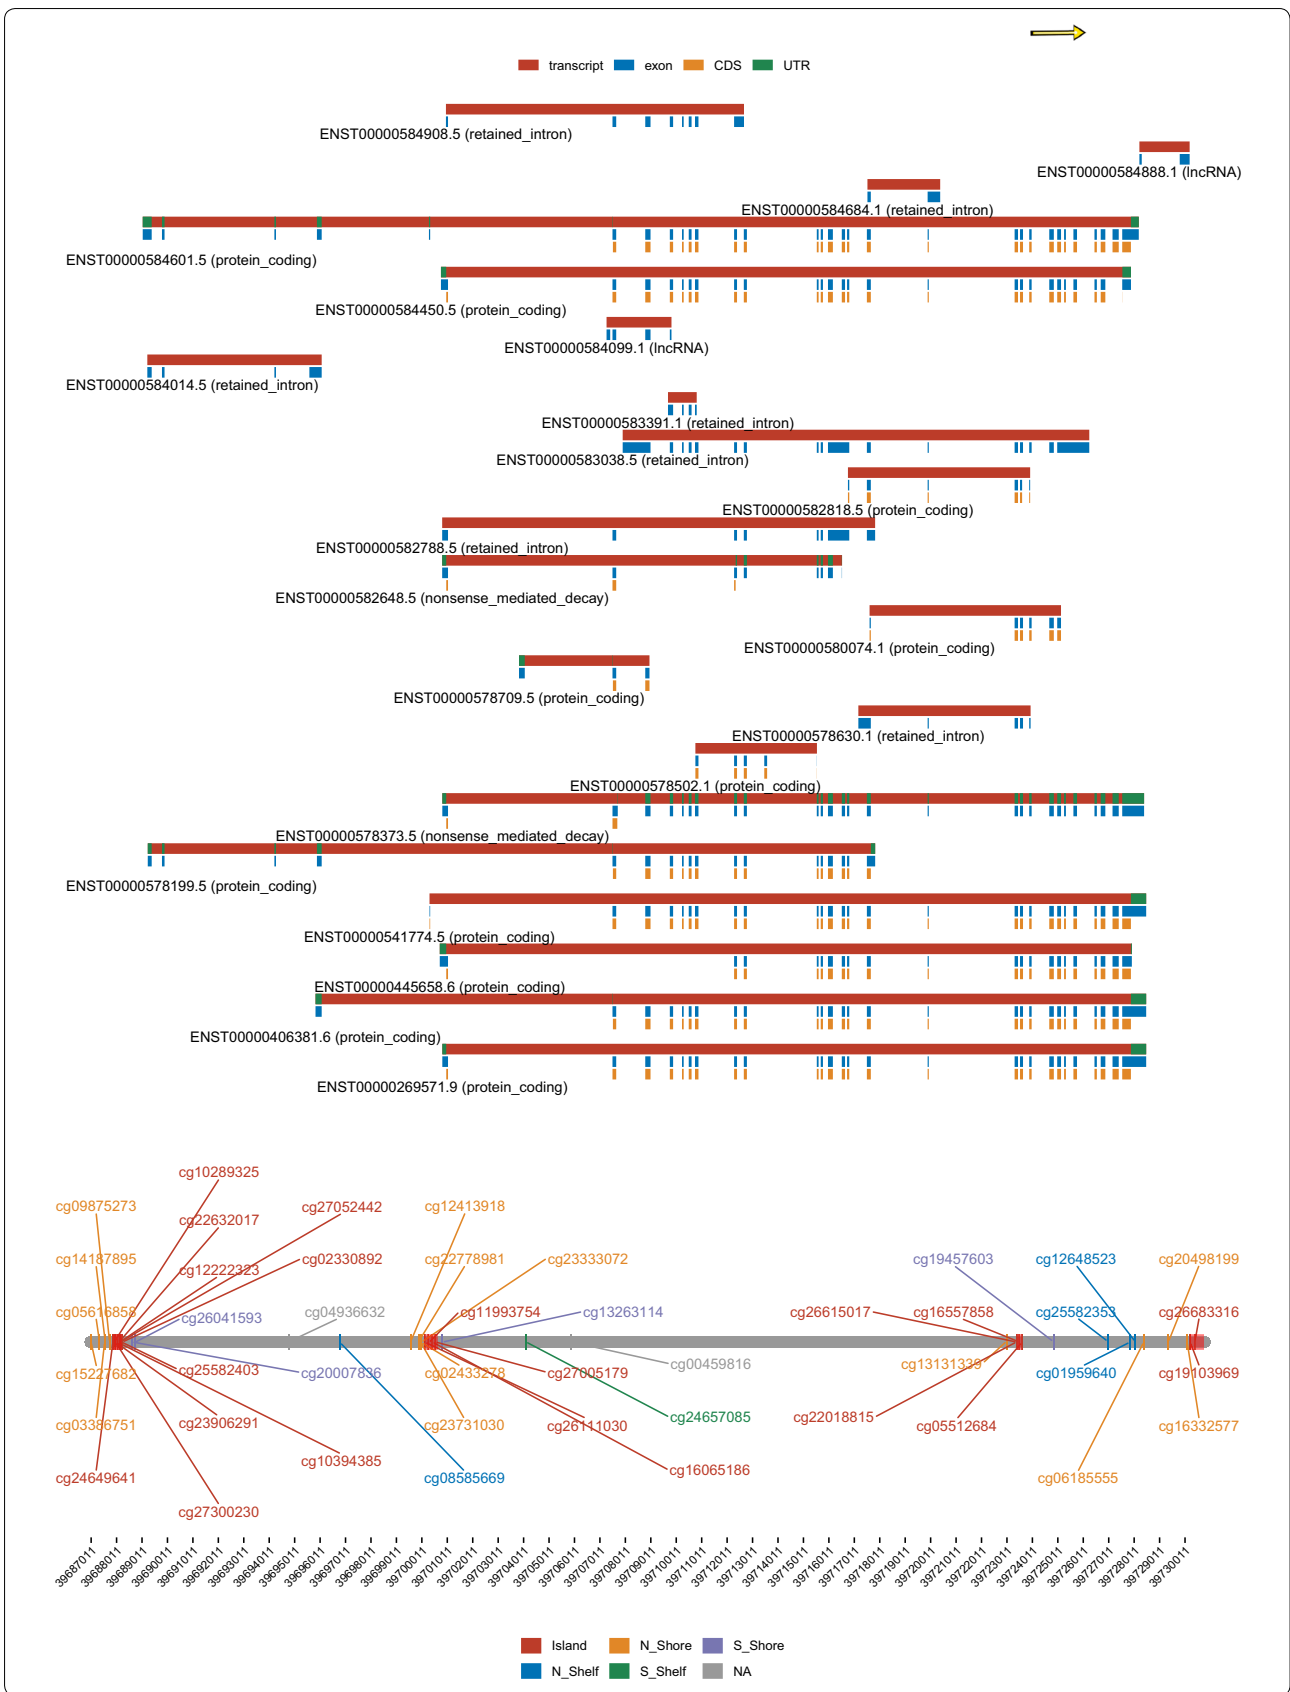 transcript exon CDS UTR
ENST00000584908.5 (retained_intron)
ENST00000584888.1 (lncRNA)
ENST00000584684.1 (retained_intron)
ENST00000584601.5 (protein_coding)
ENST00000584450.5 (protein_coding)
ENST00000584099.1 (lncRNA)
ENST00000584014.5 (retained_intron)
ENST00000583391.1 (retained_intron)
ENST00000583038.5 (retained_intron)
ENST00000582818.5 (protein_coding)
ENST00000582788.5 (retained_intron)
ENST00000582648.5 (nonsense_mediated_decay)
ENST00000580074.1 (protein_coding)
ENST00000578709.5 (protein_coding)
ENST00000578630.1 (retained_intron)
ENST00000578502.1 (protein_coding)
ENST00000578373.5 (nonsense_mediated_decay)
ENST00000578199.5 (protein_coding)
ENST00000541774.5 (protein_coding)
ENST00000445658.6 (protein_coding)
ENST00000406381.6 (protein_coding)
ENST00000269571.9 (protein_coding)
cg10289325
cg09875273 cg27052442 cg12413918
cg22632017
cg14187895 cg02330892 cg22778981 cg23333072 cg19457603 cg12648523 cg20498199
cg12222323
cg05616858 cg26041593 cg04936632 cg11993754 cg13263114 cg26615017 cg16557858 cg25582353 cg26683316
cg15227682 cg25582403 cg20007836 cg02433278 cg27005179 cg00459816 cg13131339 cg01959640 cg19103969
cg03386751 cg23906291 cg23731030 cg26111030 cg24657085 cg22018815 cg05512684 cg16332577
cg10394385 cg16065186
cg24649641 cg08585669 cg06185555
cg27300230
39687011 39688011 39689011 39690011 39691011 39692011 39693011 39694011 39695011 39696011 39697011 39698011 39699011 39700011 39701011 39702011 39703011 39704011 39705011 39706011 39707011 39708011 39709011 39710011 39711011 39712011 39713011 39714011 39715011 39716011 39717011 39718011 39719011 39720011 39721011 39722011 39723011 39724011 39725011 39726011 39727011 39728011 39729011 39730011
Island N_Shore S_Shore
N_Shelf S_Shelf NA